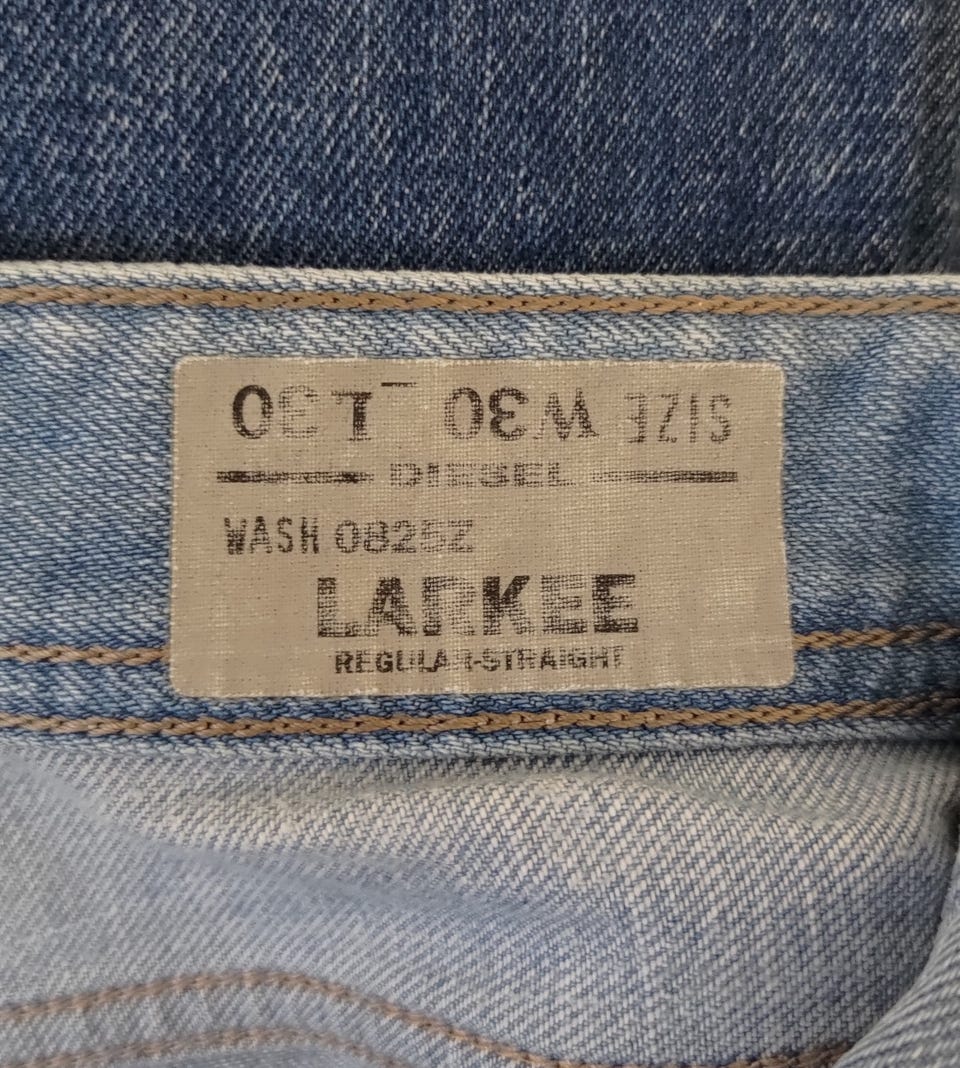 SIZE W30 L30
DIESEL
WASH 0825Z
LARKEE
REGULAR-STRAIGHT